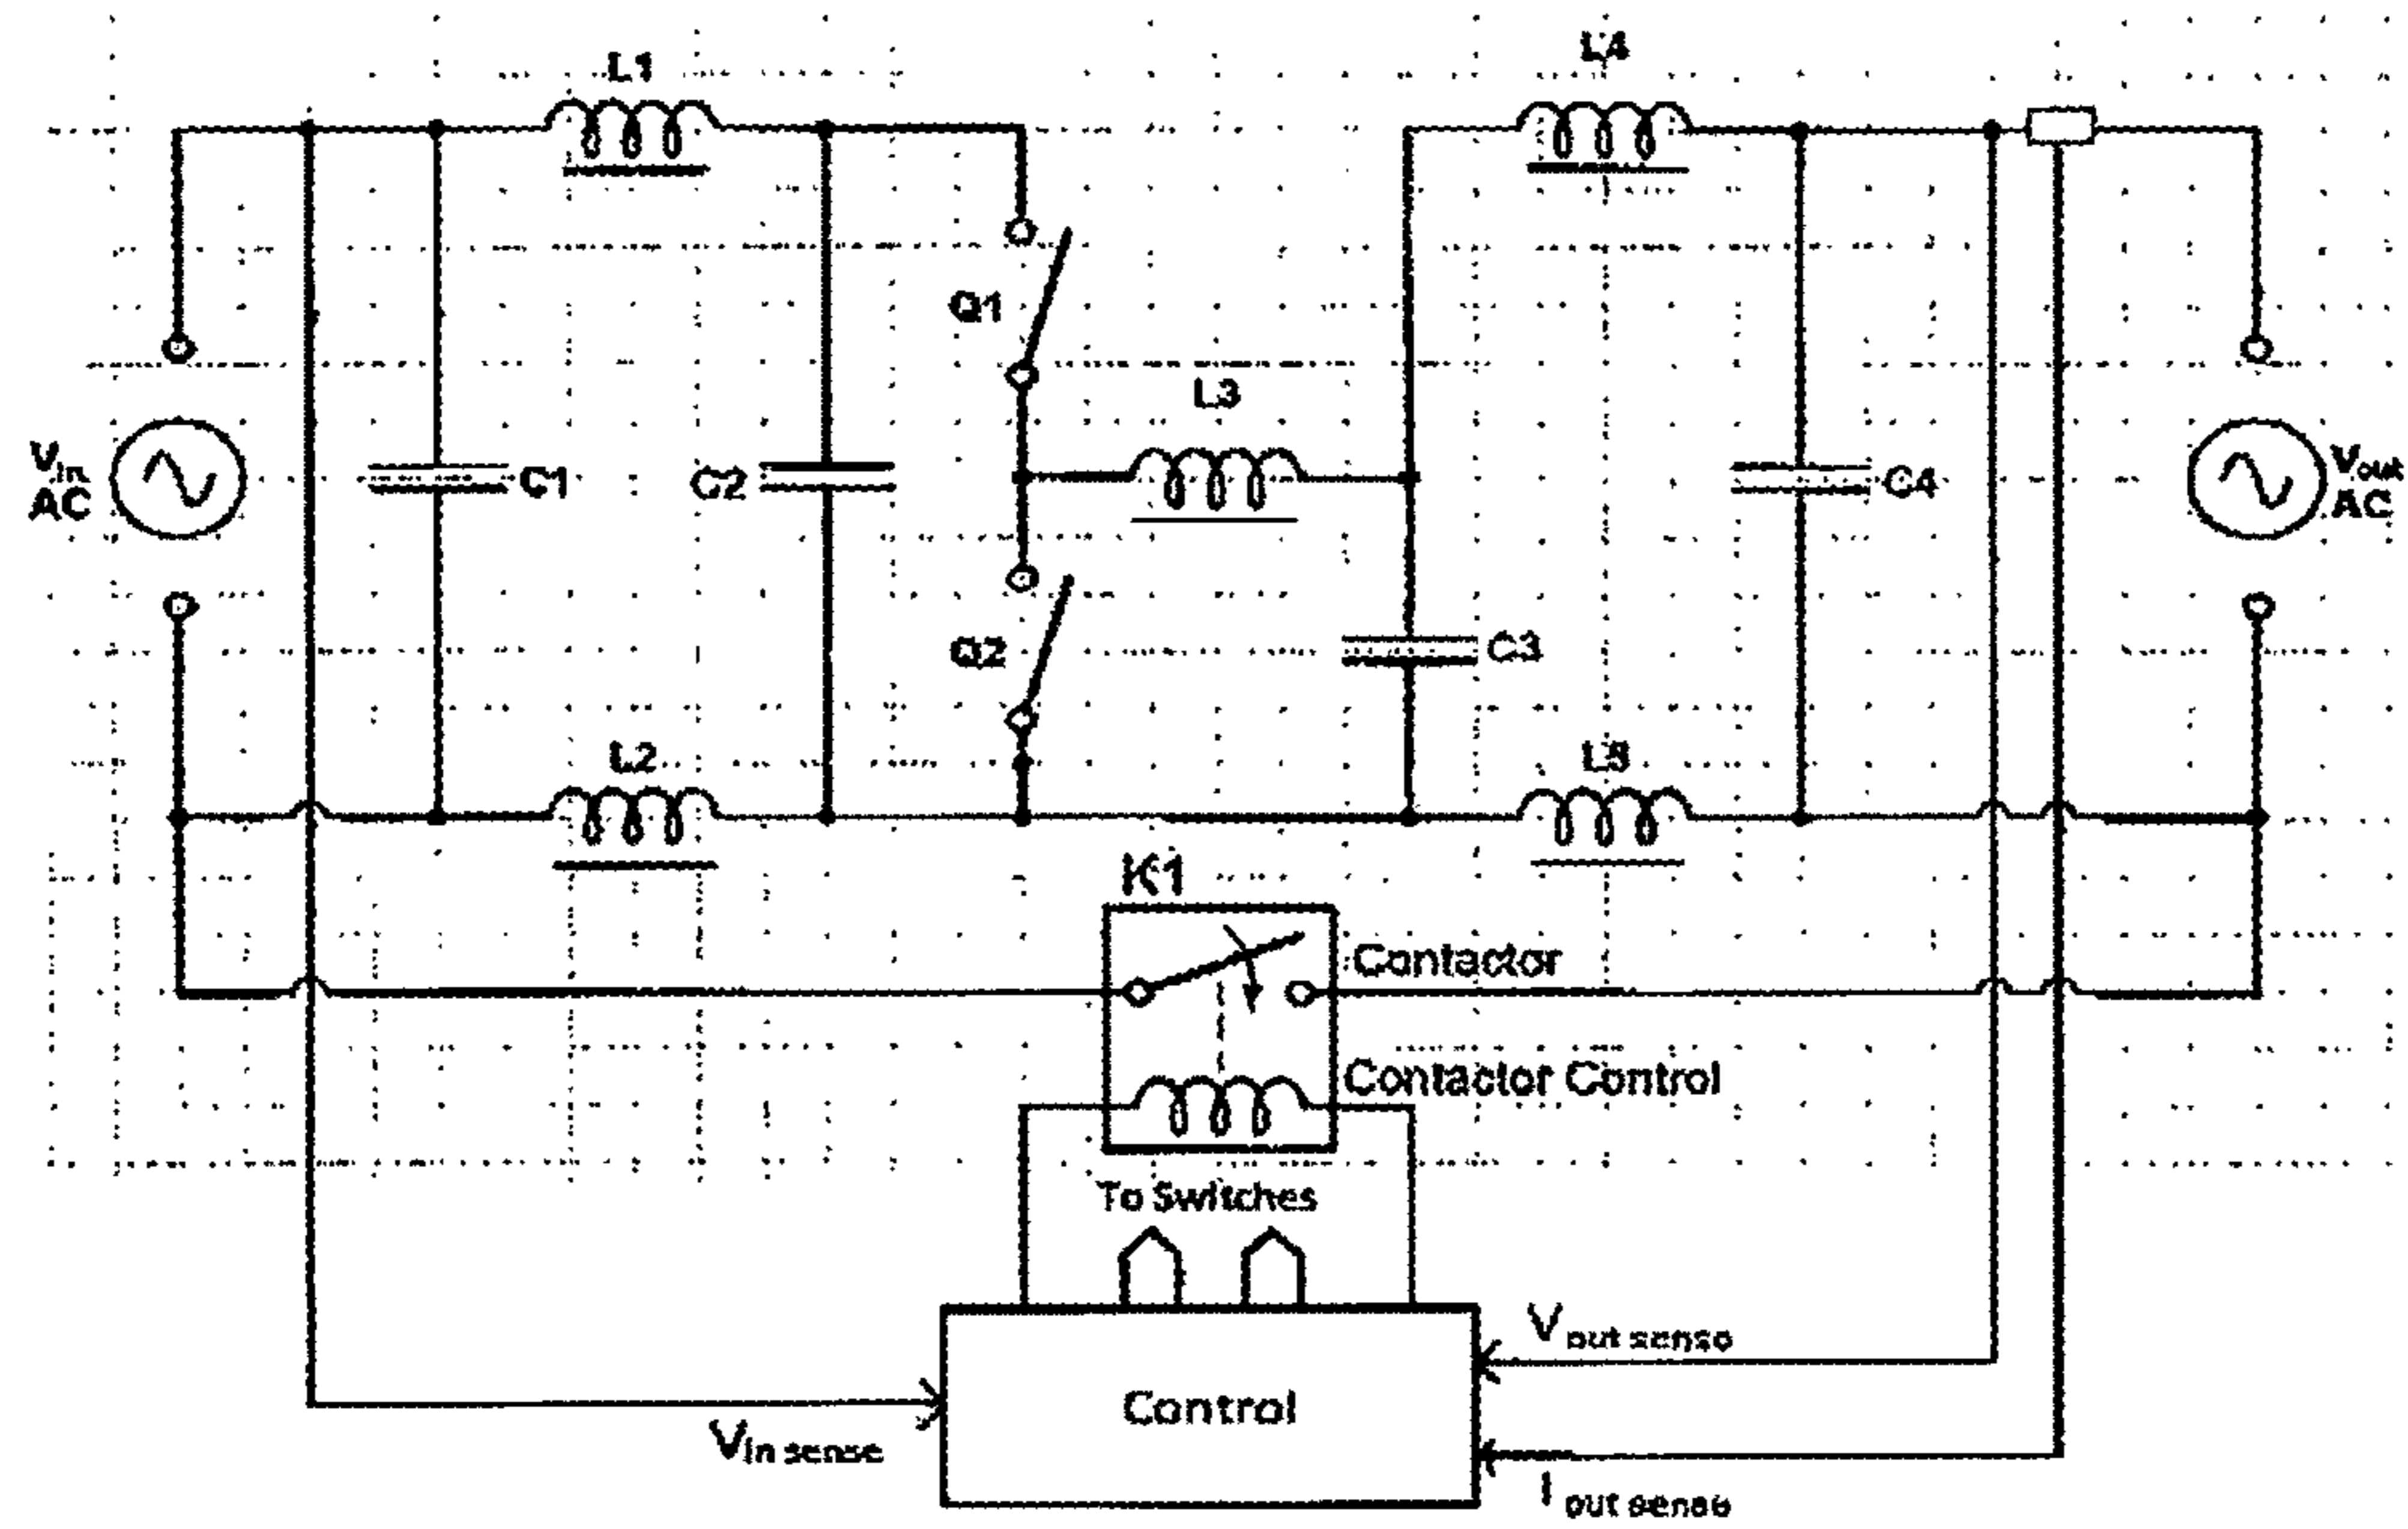 L1
L4
Q1
L3
Vin
AC
C1
C2
C4
Vout
AC
Q2
C3
L2
L5
K1
Contactor
Contactor Control
To Switches
Vout sense
Control
Vin sense
I out sense